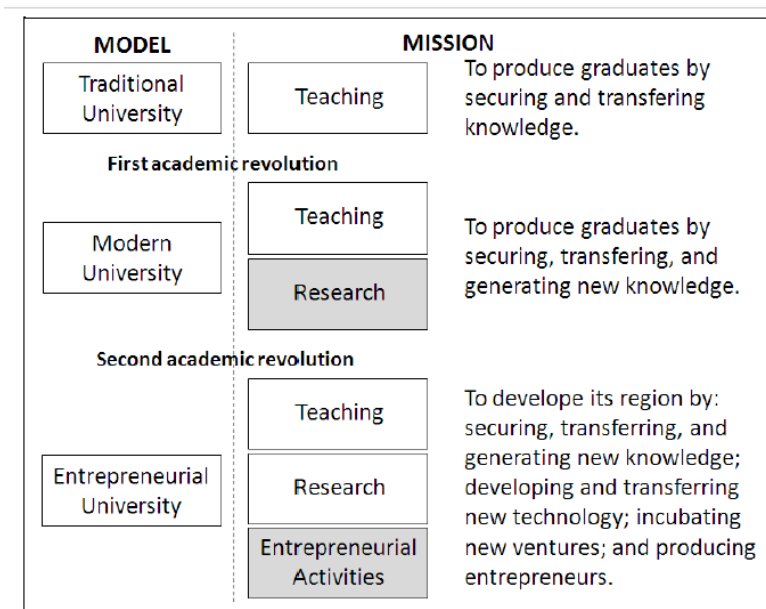 MODEL
MISSION
Traditional
University
Teaching
To produce graduates by
securing and transfering
knowledge.
First academic revolution
Modern
University
Teaching
Research
To produce graduates by
securing, transfering, and
generating new knowledge.
Second academic revolution
Entrepreneurial
University
Teaching
Research
Entrepreneurial
Activities
To develope its region by:
securing, transferring, and
generating new knowledge;
developing and transferring
new technology; incubating
new ventures; and producing
entrepreneurs.